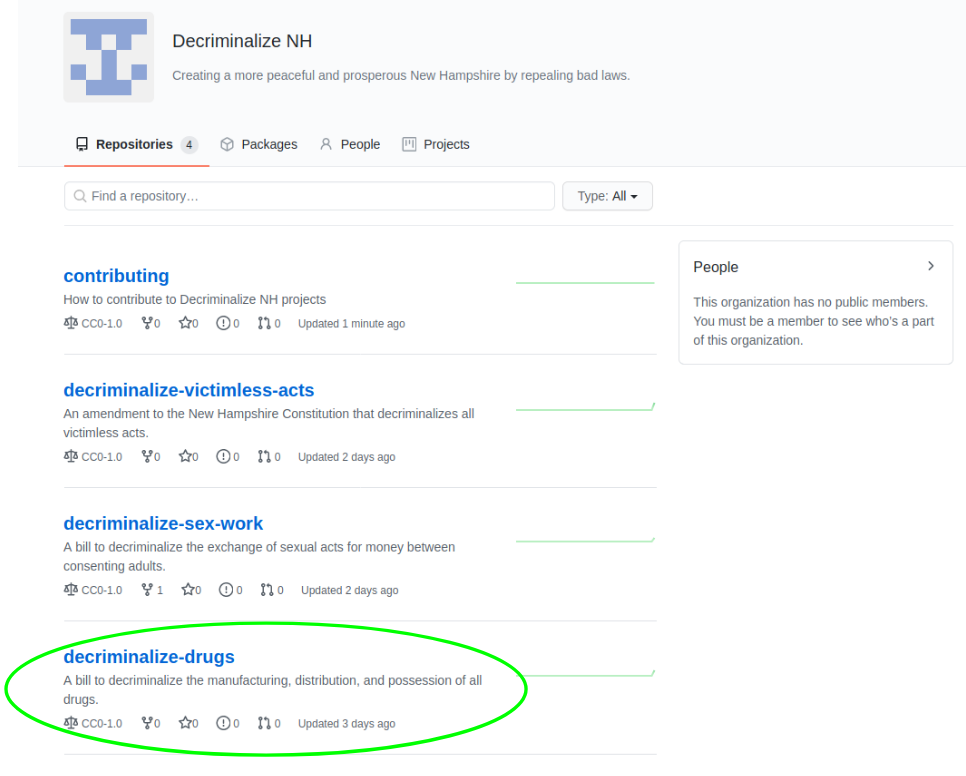 Decriminalize NH
Creating a more peaceful and prosperous New Hampshire by repealing bad laws.
Repositories 4 Packages People Projects
Find a repository… Type: All
contributing
How to contribute to Decriminalize NH projects
CC0-1.0 0 0 0 0 Updated 1 minute ago
People
This organization has no public members.
You must be a member to see who's a part
of this organization.
decriminalize-victimless-acts
An amendment to the New Hampshire Constitution that decriminalizes all
victimless acts.
CC0-1.0 0 0 0 0 Updated 2 days ago
decriminalize-sex-work
A bill to decriminalize the exchange of sexual acts for money between
consenting adults.
CC0-1.0 1 0 0 0 Updated 2 days ago
decriminalize-drugs
A bill to decriminalize the manufacturing, distribution, and possession of all
drugs.
CC0-1.0 0 0 0 0 Updated 3 days ago